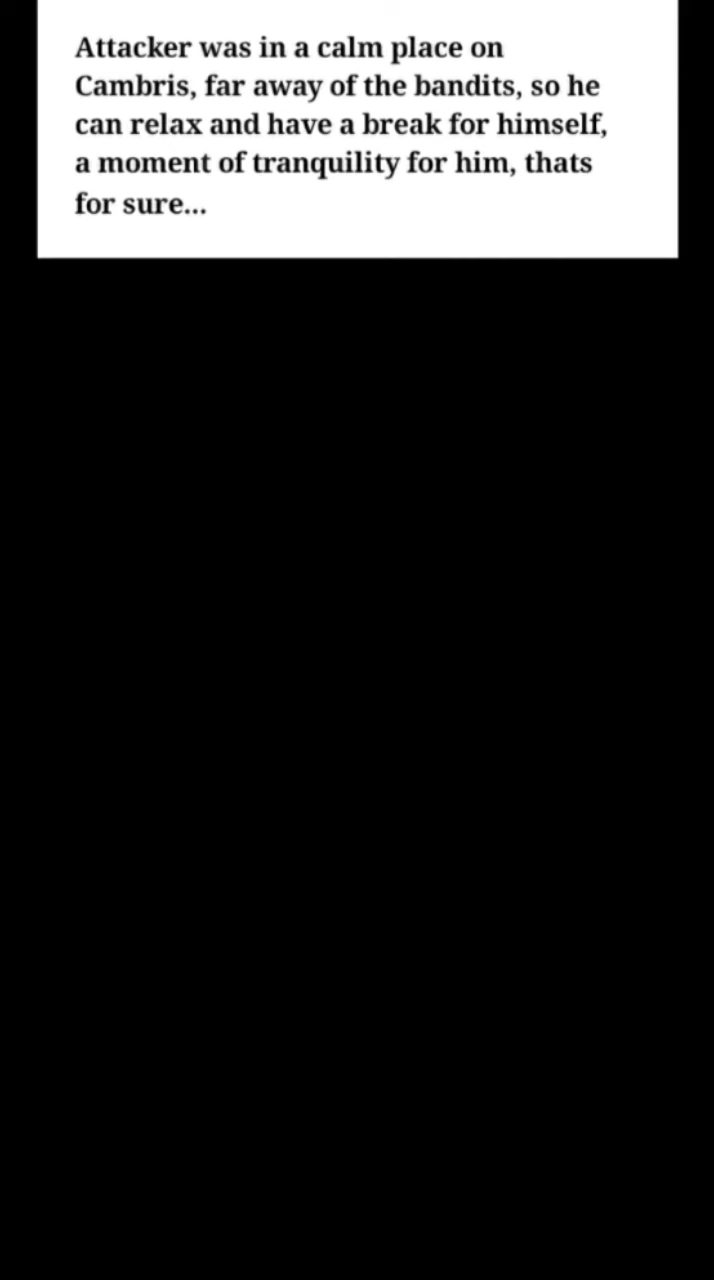 Attacker was in a calm place on
Cambris, far away of the bandits, so he
can relax and have a break for himself,
a moment of tranquility for him, thats
for sure...